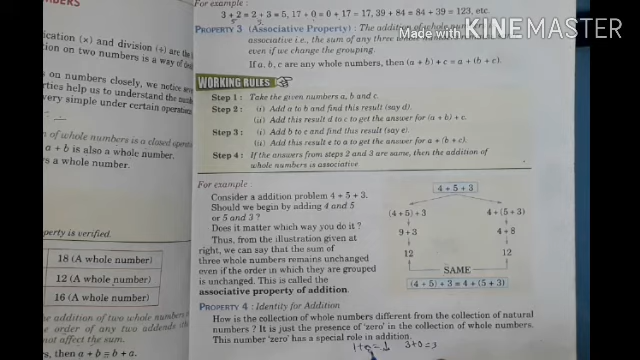 MBERS
ication (×) and division (÷) are the
on on two numbers is a way of
s on numbers closely, we notice
erties help us to understand the
very simple under certain
n of whole numbers is a closed
a + b is also a whole number.
s a whole number.
perty is verified.
18 (A whole number)
12 (A whole number)
16 (A whole number)
he addition of two whole numbers
e order of any two addends
not affect the sum.
s, then a + b = b + a.
3 + 2 = 2 + 3 = 5, 17 + 0 = 0 + 17 = 17, 39 + 84 = 84 + 39 = 123, etc.
PROPERTY 3 (Associative Property) : The addition of whole
associative i.e., the sum of any three
even if we change the grouping.
If a, b, c are any whole numbers, then (a + b) + c = a + (b + c).
Made with KINEMASTER
WORKING RULES
Step 1 : Take the given numbers a, b and c.
Step 2 : (i) Add a to b and find this result (say d).
(ii) Add this result d to c to get the answer for (a + b) + c.
Step 3 : (i) Add b to c and find this result (say e).
(ii) Add this result e to a to get the answer for a + (b + c).
Step 4 : If the answers from steps 2 and 3 are same, then the addition of
whole numbers is associative.
For example :
Consider a addition problem 4 + 5 + 3.
Should we begin by adding 4 and 5
or 5 and 3 ?
Does it matter which way you do it ?
Thus, from the illustration given at
right, we can say that the sum of
three whole numbers remains unchanged
even if the order in which they are grouped
is unchanged. This is called the
associative property of addition.
4 + 5 + 3
(4 + 5) + 3 4 + (5 + 3)
9 + 3 4 + 8
12 12
SAME
(4 + 5) + 3 = 4 + (5 + 3)
PROPERTY 4 : Identity for Addition
How is the collection of whole numbers different from the collection of natural
numbers ? It is just the presence of 'zero' in the collection of whole numbers.
This number 'zero' has a special role in addition.
1+0=1 3+0=3